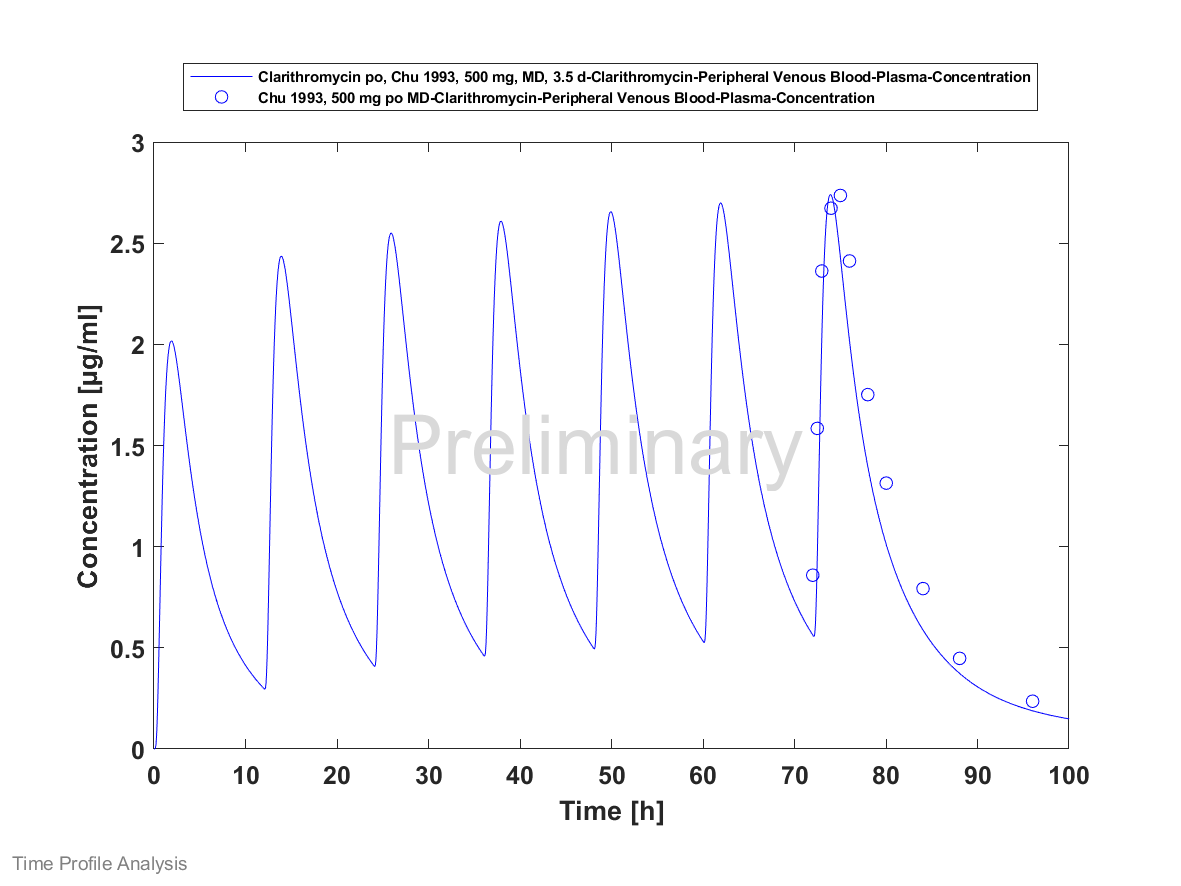 Clarithromycin po, Chu 1993, 500 mg, MD, 3.5 d-Clarithromycin-Peripheral Venous Blood-Plasma-Concentration
Chu 1993, 500 mg po MD-Clarithromycin-Peripheral Venous Blood-Plasma-Concentration
3
2.5
2
1.5
1
0.5
0
Concentration [µg/ml]
Preliminary
0 10 20 30 40 50 60 70 80 90 100
Time [h]
Time Profile Analysis